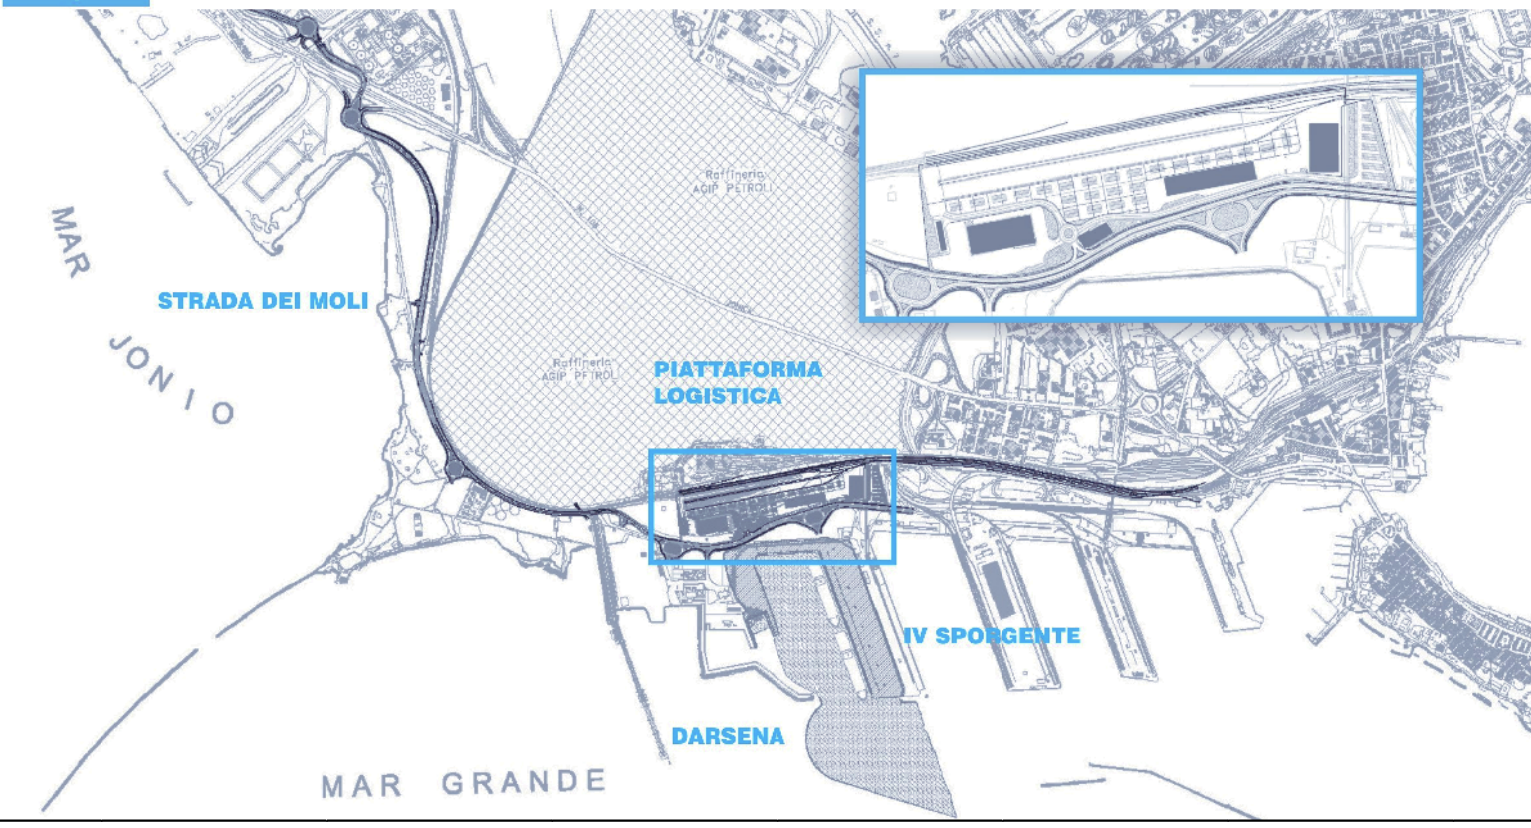 Raffineria
AGIP PETROLI
MAR
JONIO
STRADA DEI MOLI
Raffineria
AGIP PETROLI
PIATTAFORMA
LOGISTICA
IV SPORGENTE
DARSENA
MAR GRANDE